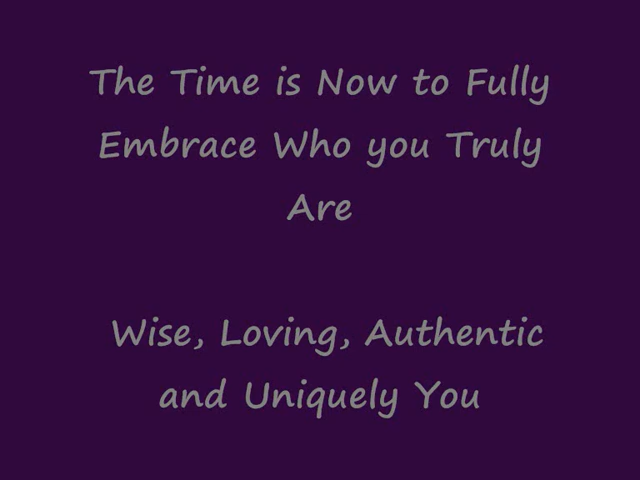 The Time is Now to Fully
Embrace Who you Truly
Are
Wise, Loving, Authentic
and Uniquely You